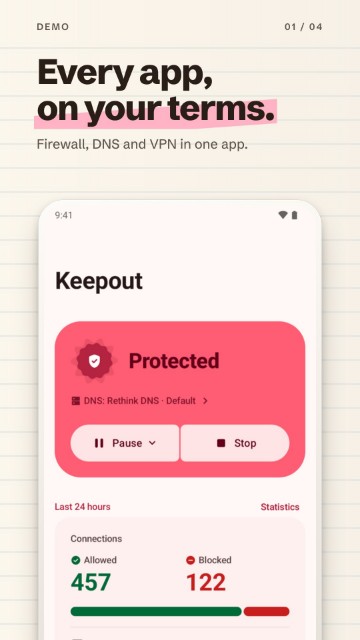 DEMO
01 / 04
Every app,
on your terms.
Firewall, DNS and VPN in one app.
9:41
Keepout
Protected
DNS: Rethink DNS · Default
Pause
Stop
Last 24 hours
Statistics
Connections
Allowed
Blocked
457
122